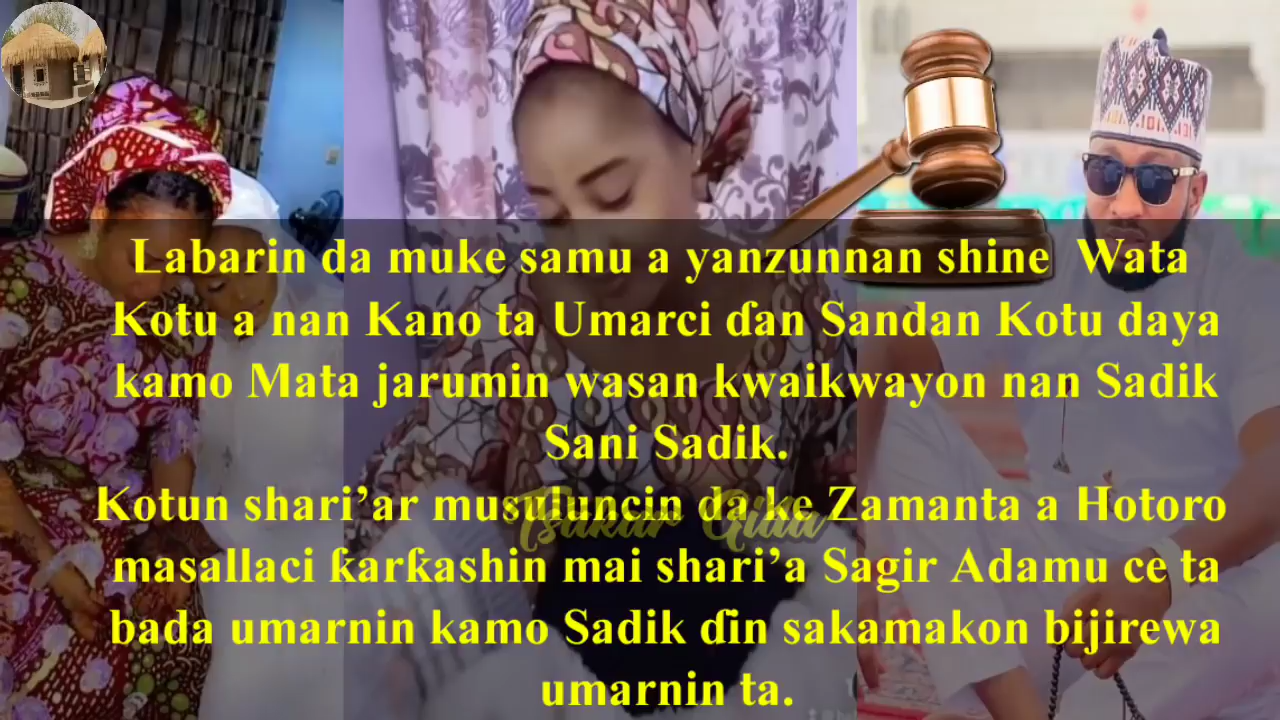 Labarin da muke samu a yanzunnan shine Wata
Kotu a nan Kano ta Umarci ɗan Sandan Kotu daya
kamo Mata jarumin wasan kwaikwayon nan Sadik
Sani Sadik.
Kotun shari’ar musuluncin da ke Zamanta a Hotoro
Tsakar Gida
masallaci ƙarƙashin mai shari’a Sagir Adamu ce ta
bada umarnin kamo Sadik ɗin sakamakon bijirewa
umarnin ta.